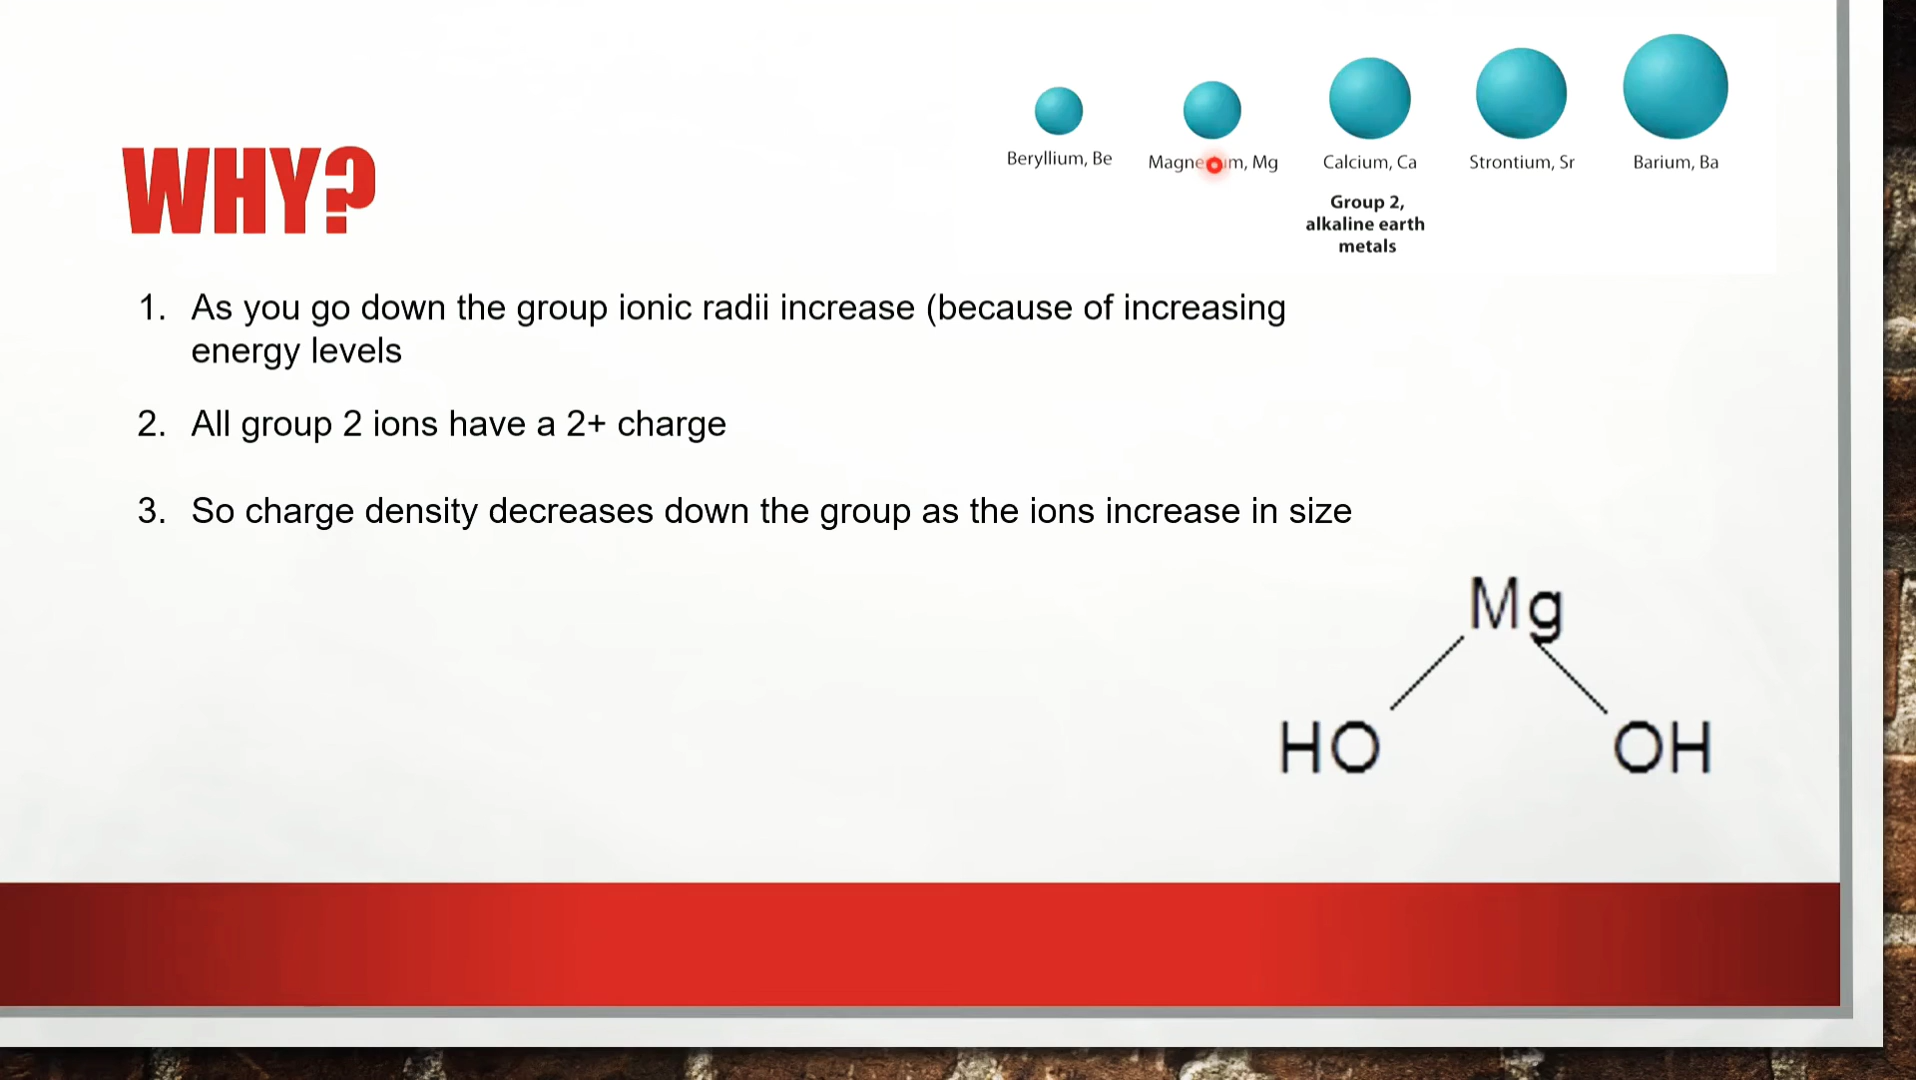 Beryllium, Be
Magne m, Mg
Calcium, Ca
Strontium, Sr
Barium, Ba
Group 2,
alkaline earth
metals
WHY?
1. As you go down the group ionic radii increase (because of increasing
energy levels
2. All group 2 ions have a 2+ charge
3. So charge density decreases down the group as the ions increase in size
Mg
HO
OH